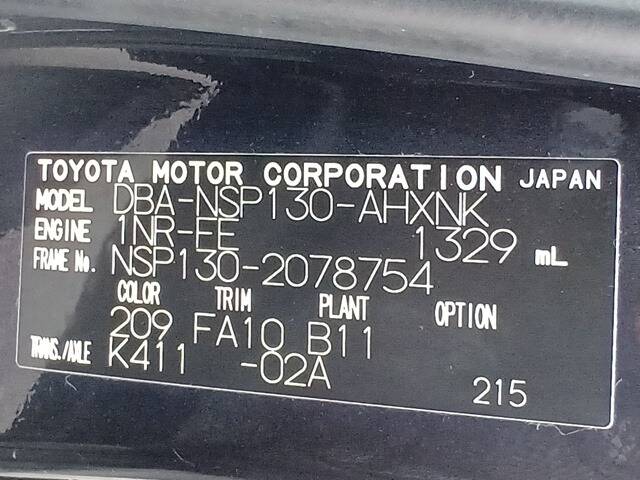 TOYOTA MOTOR CORPORATION JAPAN
MODEL DBA-NSP130-AHXNK
ENGINE 1NR-FE 1329 mL
FRAME No. NSP130-2078754
COLOR TRIM PLANT OPTION
209 FA10 B11
TRANS./AXLE K411 -02A 215